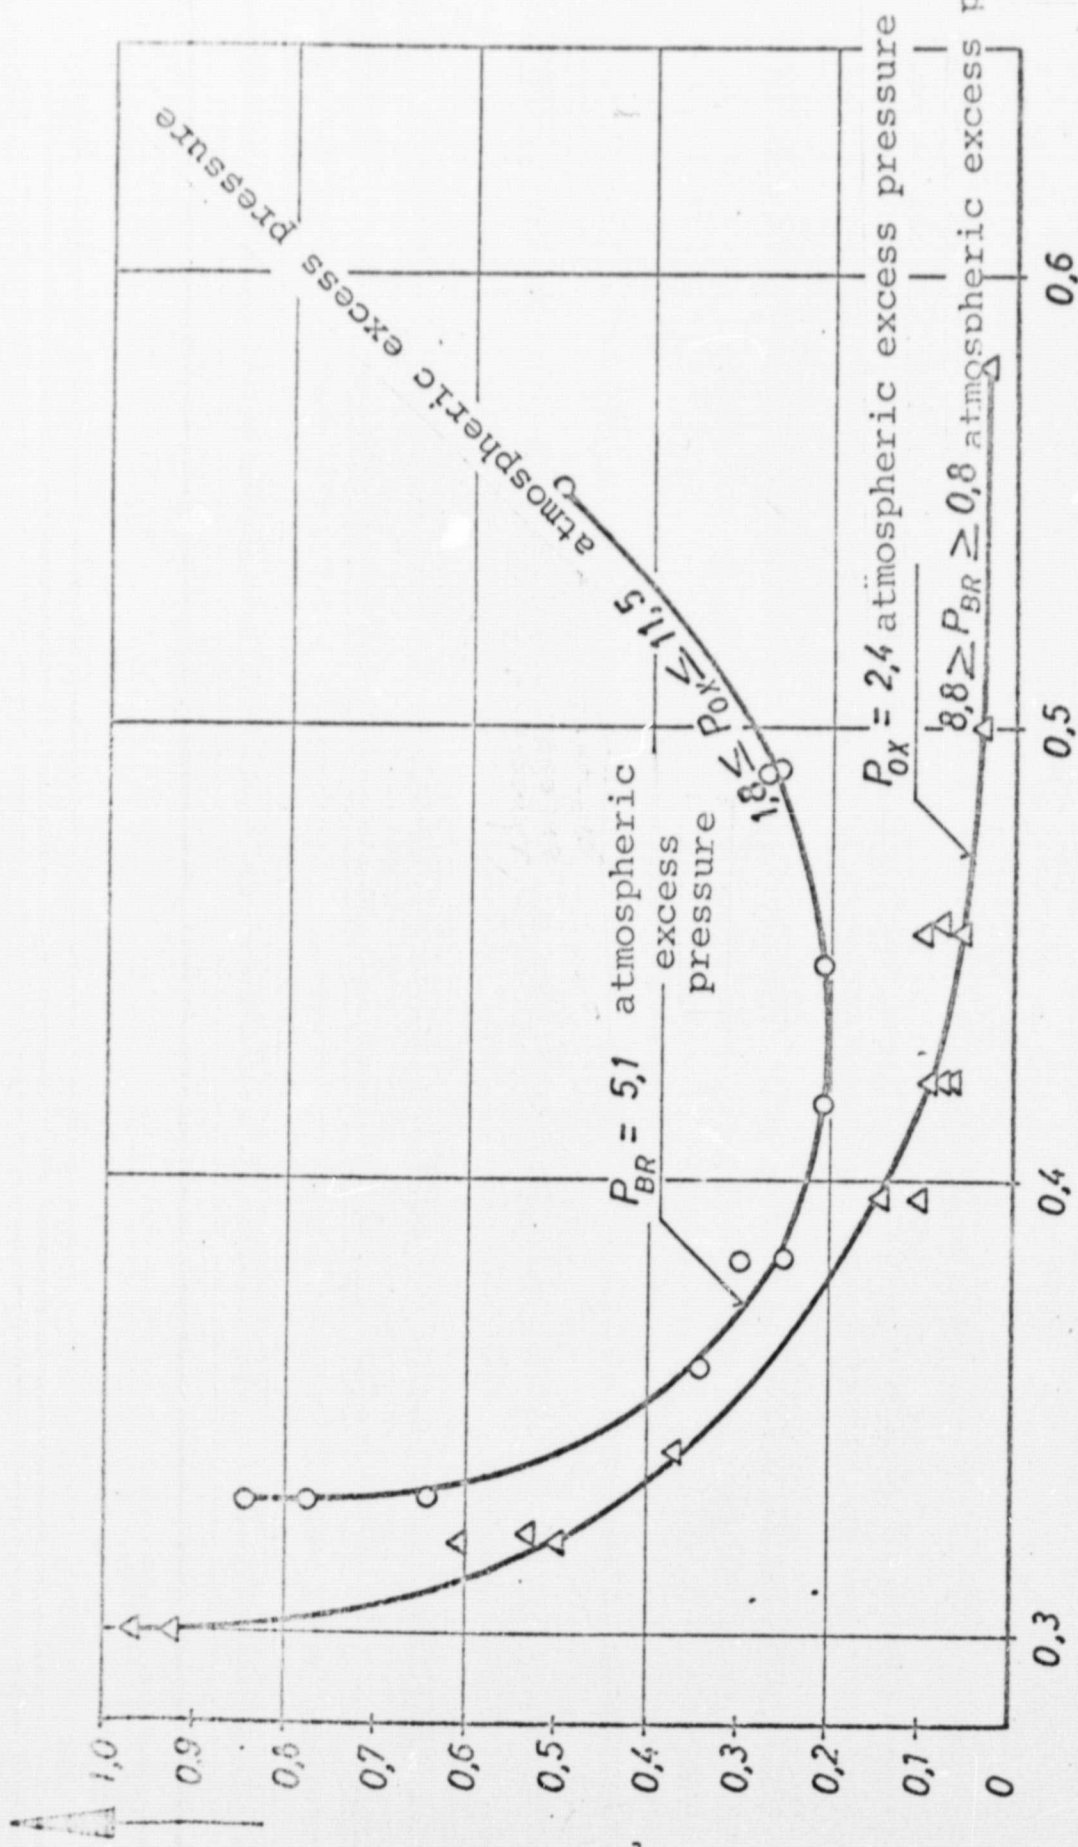 1,0
0,9
0,8
0,7
0,6
0,5
0,4
0,3
0,2
0,1
0
0,3
0,4
0,5
0,6
P_BR = 5,1 atmospheric
excess
pressure
1,8 ≤ P_OX ≤ 11,5 atmospheric excess pressure
P_OX = 2,4 atmospheric excess pressure
8,8 ≥ P_BR ≥ 0,8 atmospheric excess